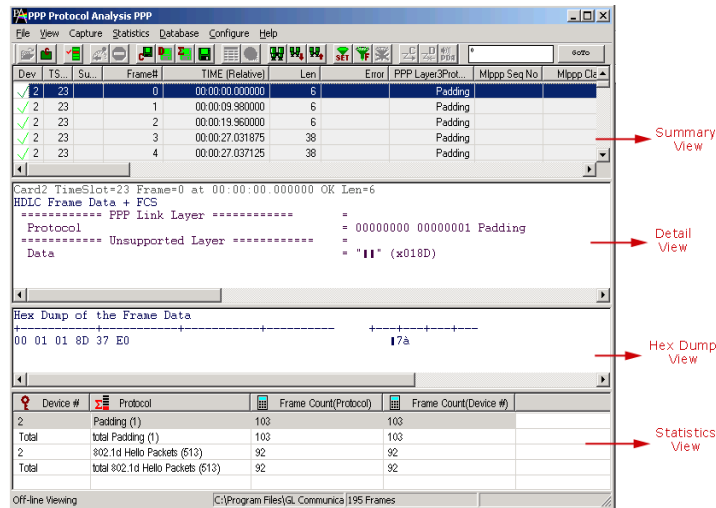 PPP Protocol Analysis PPP
File View Capture Statistics Database Configure Help
GoTo
Dev TS... Su... Frame# TIME (Relative) Len Error PPP Layer3Prot... Mlppp Seq No Mlppp Cla
2 23 0 00:00:00.000000 6 Padding
2 23 1 00:00:09.980000 6 Padding
2 23 2 00:00:19.960000 6 Padding
2 23 3 00:00:27.031875 38 Padding
2 23 4 00:00:27.037125 38 Padding
Summary View
Card2 TimeSlot=23 Frame=0 at 00:00:00.000000 OK Len=6
HDLC Frame Data + FCS
============ PPP Link Layer ============ =
Protocol = 00000000 00000001 Padding
============ Unsupported Layer ============ =
Data = "▮▮" (x018D)
Detail View
Hex Dump of the Frame Data
+-----------+-----------+-----------+---------- +---+---+---+---
00 01 01 8D 37 E0 ▮7à
Hex Dump View
Device # Protocol Frame Count(Protocol) Frame Count(Device #)
2 Padding (1) 103 103
Total total Padding (1) 103 103
2 802.1d Hello Packets (513) 92 92
Total total 802.1d Hello Packets (513) 92 92
Statistics View
Off-line Viewing C:\Program Files\GL Communica 195 Frames